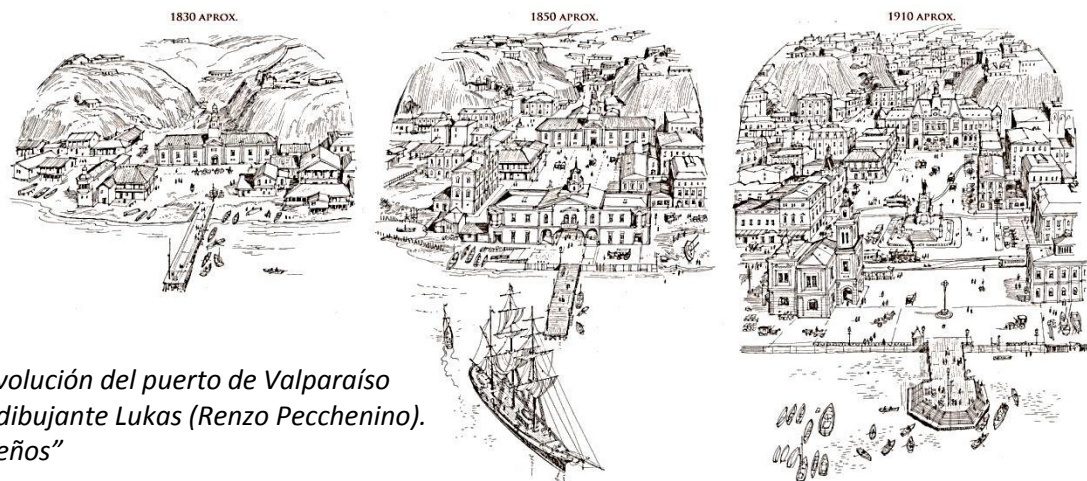 1830 APROX.
1850 APROX.
1910 APROX.
volución del puerto de Valparaíso
dibujante Lukas (Renzo Pecchenino).
eños”